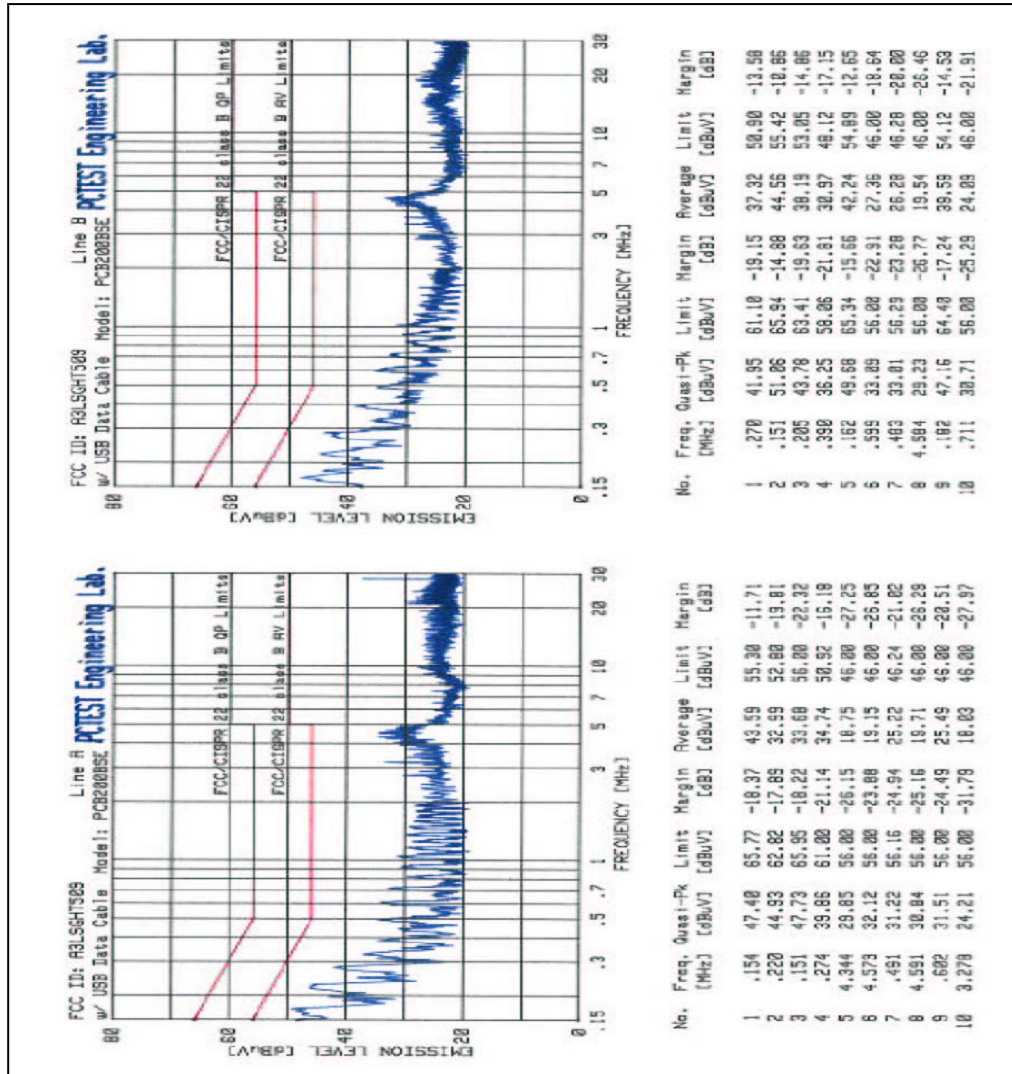 FCC ID: A3LSGHT509 Line A PCTEST Engineering Lab.
w/ USB Data Cable Model: PCB200BSE
80
60
40
20
0
EMISSION LEVEL [dBuV]
FCC/CISPR 22 class B QP Limits
FCC/CISPR 22 class B AV Limits
.15 .3 .5 .7 1 3 5 7 10 20 30
FREQUENCY [MHz]
No. Freq. Quasi-Pk Limit Margin Average Limit Margin
[MHz] [dBuV] [dBuV] [dB] [dBuV] [dBuV] [dB]
1 .154 47.40 65.77 -18.37 43.59 55.30 -11.71
2 .220 44.93 62.82 -17.89 32.99 52.80 -19.81
3 .151 47.73 65.95 -18.22 33.68 56.00 -22.32
4 .274 39.86 61.00 -21.14 34.74 50.92 -16.18
5 4.344 29.85 56.00 -26.15 18.75 46.00 -27.25
6 4.573 32.12 56.00 -23.88 19.15 46.00 -26.85
7 .491 31.22 56.16 -24.94 25.22 46.24 -21.02
8 4.591 30.84 56.00 -25.16 19.71 46.00 -26.29
9 .602 31.51 56.00 -24.49 25.49 46.00 -20.51
10 3.278 24.21 56.00 -31.79 18.03 46.00 -27.97
FCC ID: A3LSGHT509 Line B PCTEST Engineering Lab.
w/ USB Data Cable Model: PCB200BSE
80
60
40
20
0
EMISSION LEVEL [dBuV]
FCC/CISPR 22 class B QP Limits
FCC/CISPR 22 class B AV Limits
.15 .3 .5 .7 1 3 5 7 10 20 30
FREQUENCY [MHz]
No. Freq. Quasi-Pk Limit Margin Average Limit Margin
[MHz] [dBuV] [dBuV] [dB] [dBuV] [dBuV] [dB]
1 .270 41.95 61.10 -19.15 37.32 50.90 -13.58
2 .151 51.06 65.94 -14.88 44.56 55.42 -10.86
3 .205 43.78 63.41 -19.63 38.19 53.05 -14.86
4 .390 36.25 58.06 -21.81 30.97 48.12 -17.15
5 .162 49.68 65.34 -15.66 42.24 54.89 -12.65
6 .599 33.09 56.00 -22.91 27.36 46.00 -18.64
7 .483 33.01 56.29 -23.28 26.28 46.28 -20.00
8 4.584 29.23 56.00 -26.77 19.54 46.00 -26.46
9 .182 47.16 64.40 -17.24 39.59 54.12 -14.53
10 .711 30.71 56.00 -25.29 24.09 46.00 -21.91